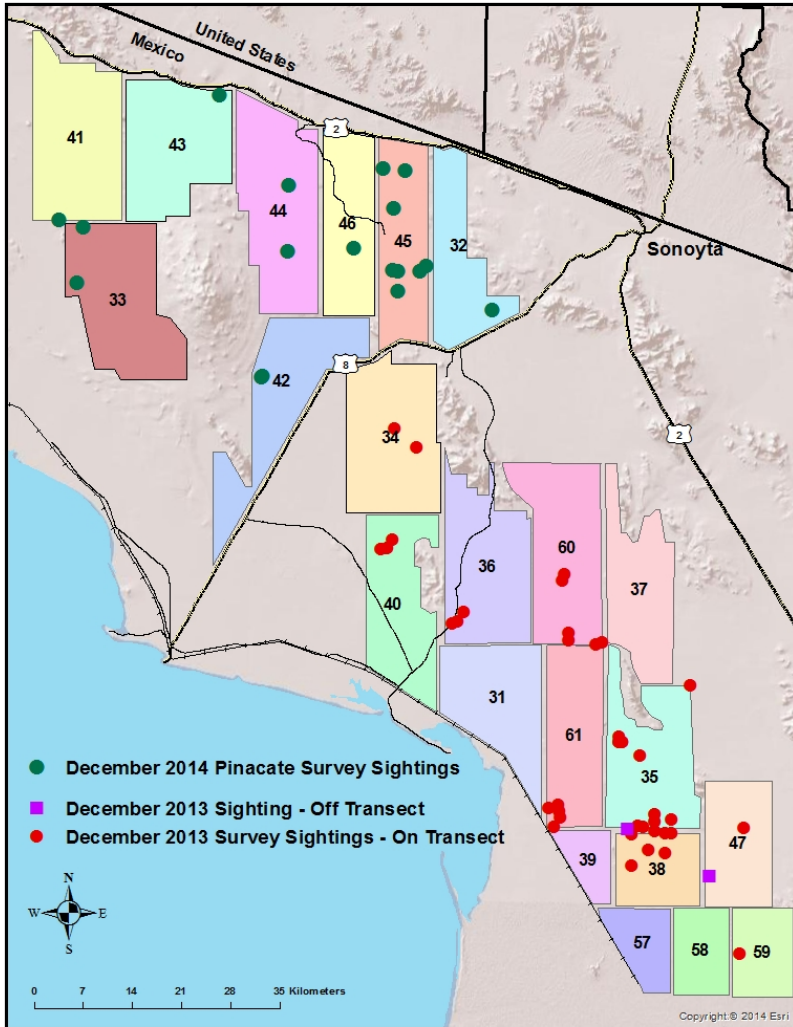 United States
Mexico
2
41
43
44
46
45
32
Sonoyta
33
42
8
34
2
36
60
37
40
31
61
35
December 2014 Pinacate Survey Sightings
December 2013 Sighting - Off Transect
December 2013 Survey Sightings - On Transect
47
39
38
N
W
E
S
57
58
59
0 7 14 21 28 35 Kilometers
Copyright:© 2014 Esri